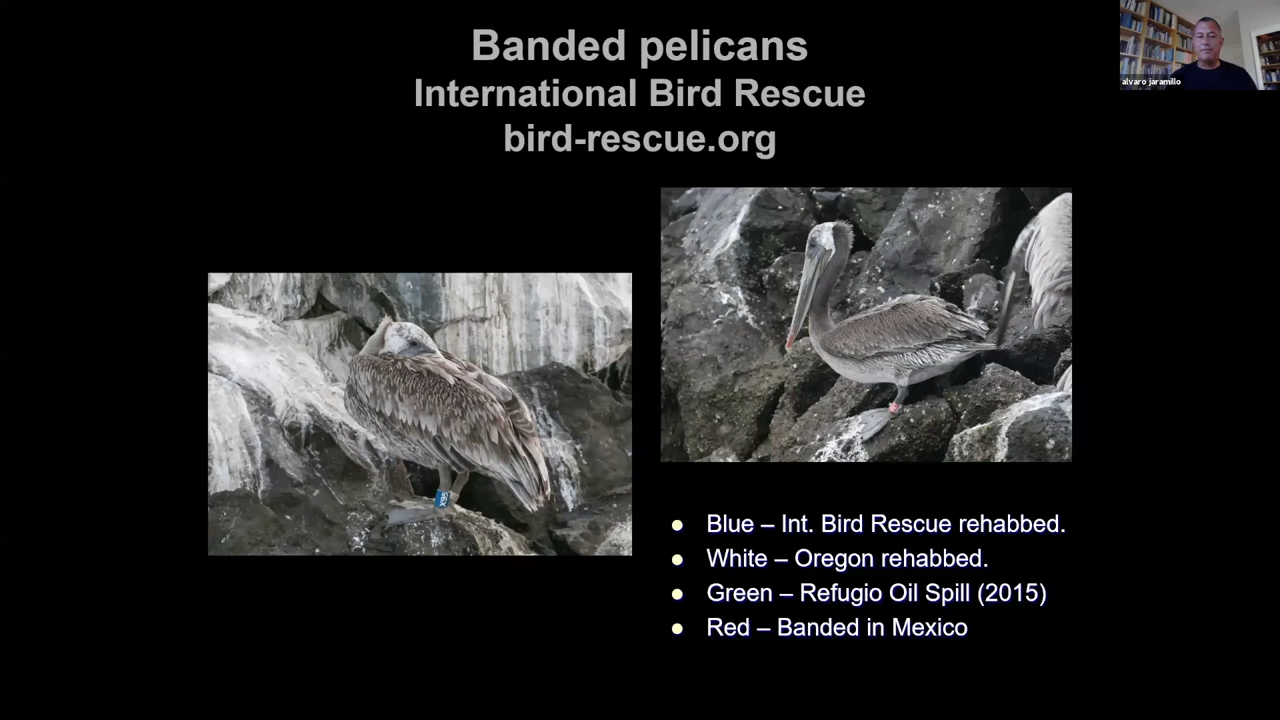 Banded pelicans
International Bird Rescue
bird-rescue.org
alvaro jaramillo
X95
Blue – Int. Bird Rescue rehabbed.
White – Oregon rehabbed.
Green – Refugio Oil Spill (2015)
Red – Banded in Mexico